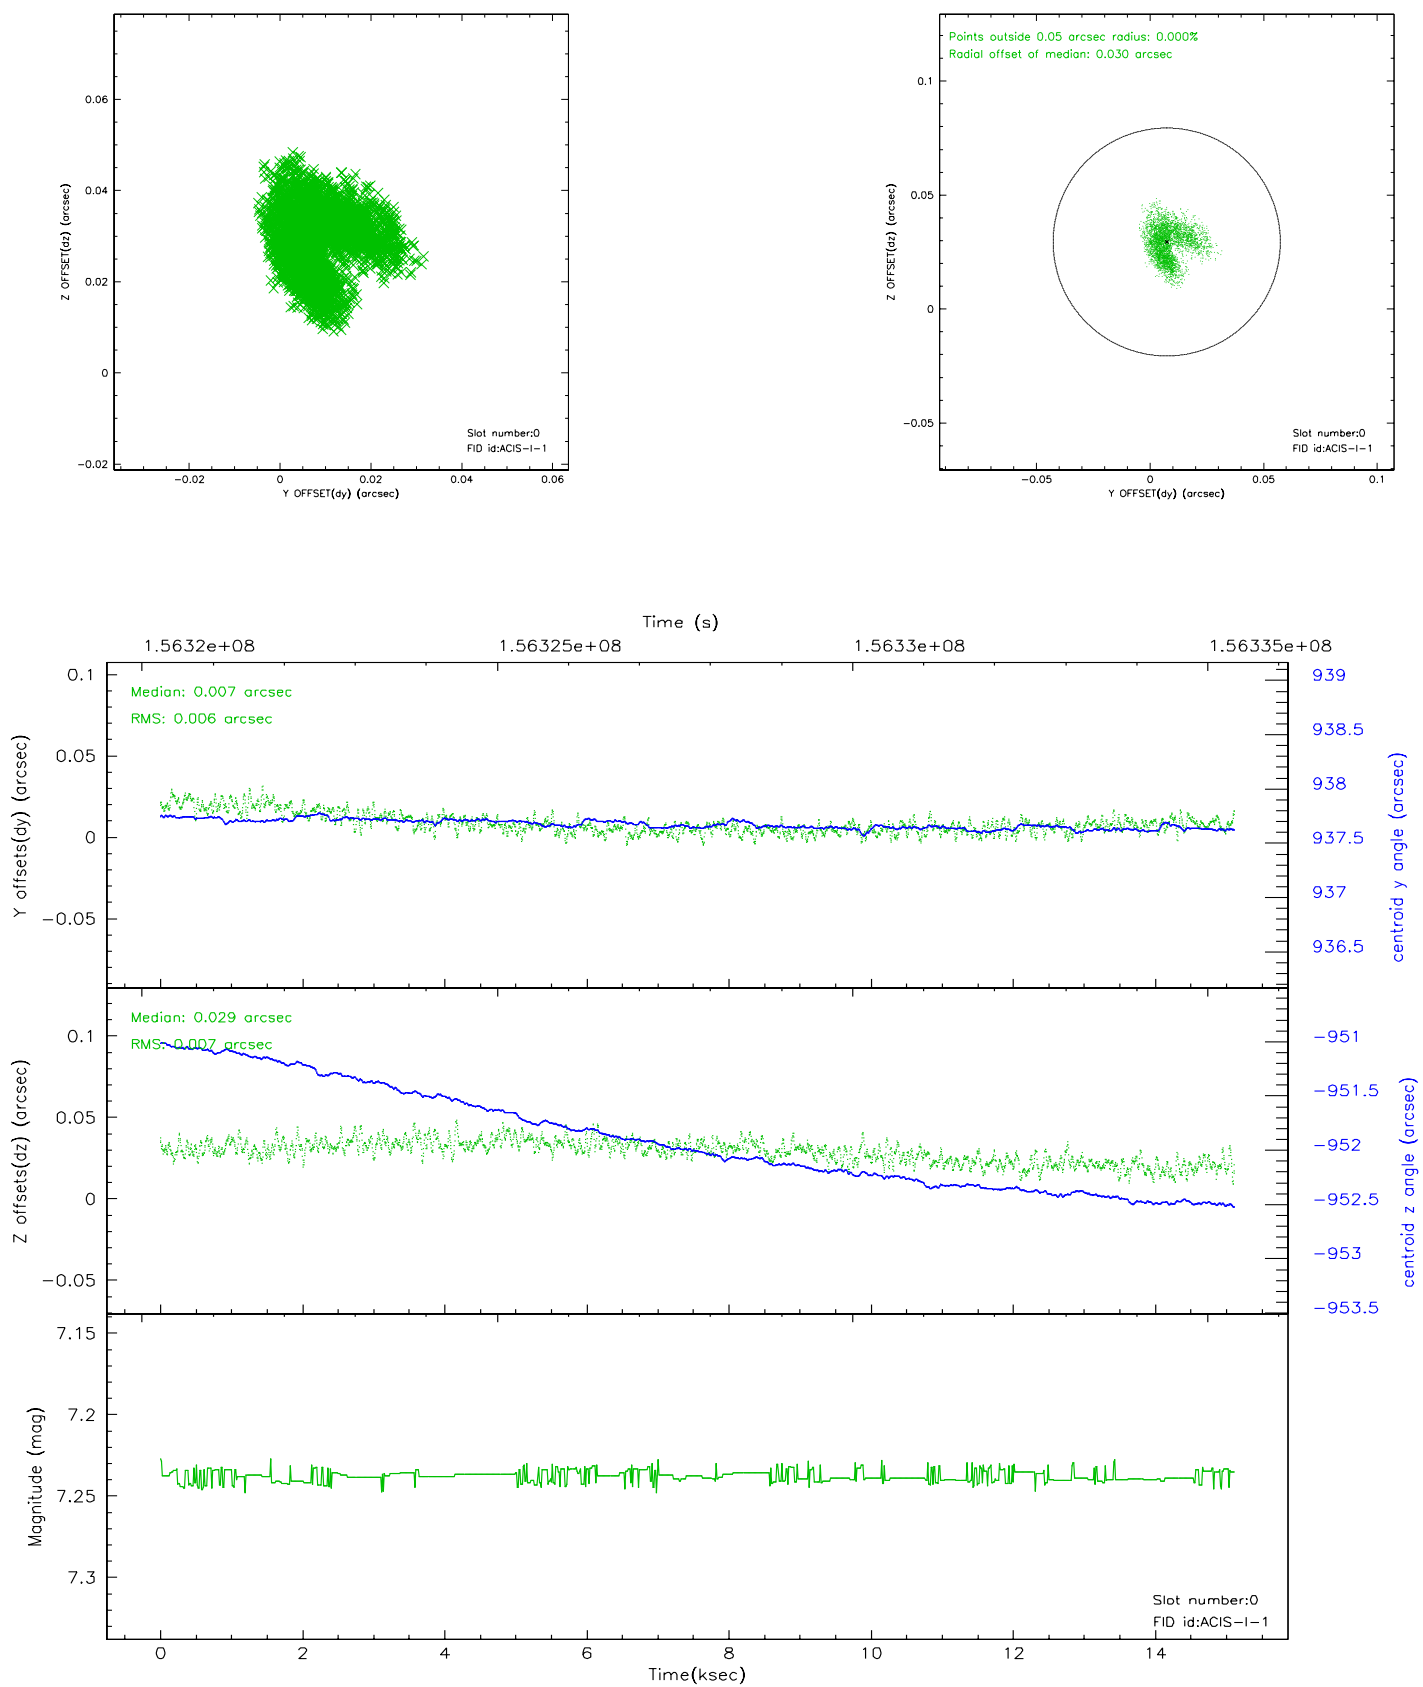 0.06
0.04
0.02
0
−0.02
Z OFFSET(dz) (arcsec)
Slot number:0
FID id:ACIS−I−1
−0.02 0 0.02 0.04 0.06
Y OFFSET(dy) (arcsec)
Points outside 0.05 arcsec radius: 0.000%
Radial offset of median: 0.030 arcsec
0.1
0.05
0
−0.05
Z OFFSET(dz) (arcsec)
Slot number:0
FID id:ACIS−I−1
−0.05 0 0.05 0.1
Y OFFSET(dy) (arcsec)
Time (s)
1.5632e+08 1.56325e+08 1.5633e+08 1.56335e+08
Median: 0.007 arcsec
RMS: 0.006 arcsec
0.1
0.05
0
−0.05
Y offsets(dy) (arcsec)
939
938.5
938
937.5
937
936.5
centroid y angle (arcsec)
Median: 0.029 arcsec
RMS: 0.007 arcsec
0.1
0.05
0
−0.05
Z offsets(dz) (arcsec)
−951
−951.5
−952
−952.5
−953
−953.5
centroid z angle (arcsec)
7.15
7.2
7.25
7.3
Magnitude (mag)
Slot number:0
FID id:ACIS−I−1
0 2 4 6 8 10 12 14
Time(ksec)